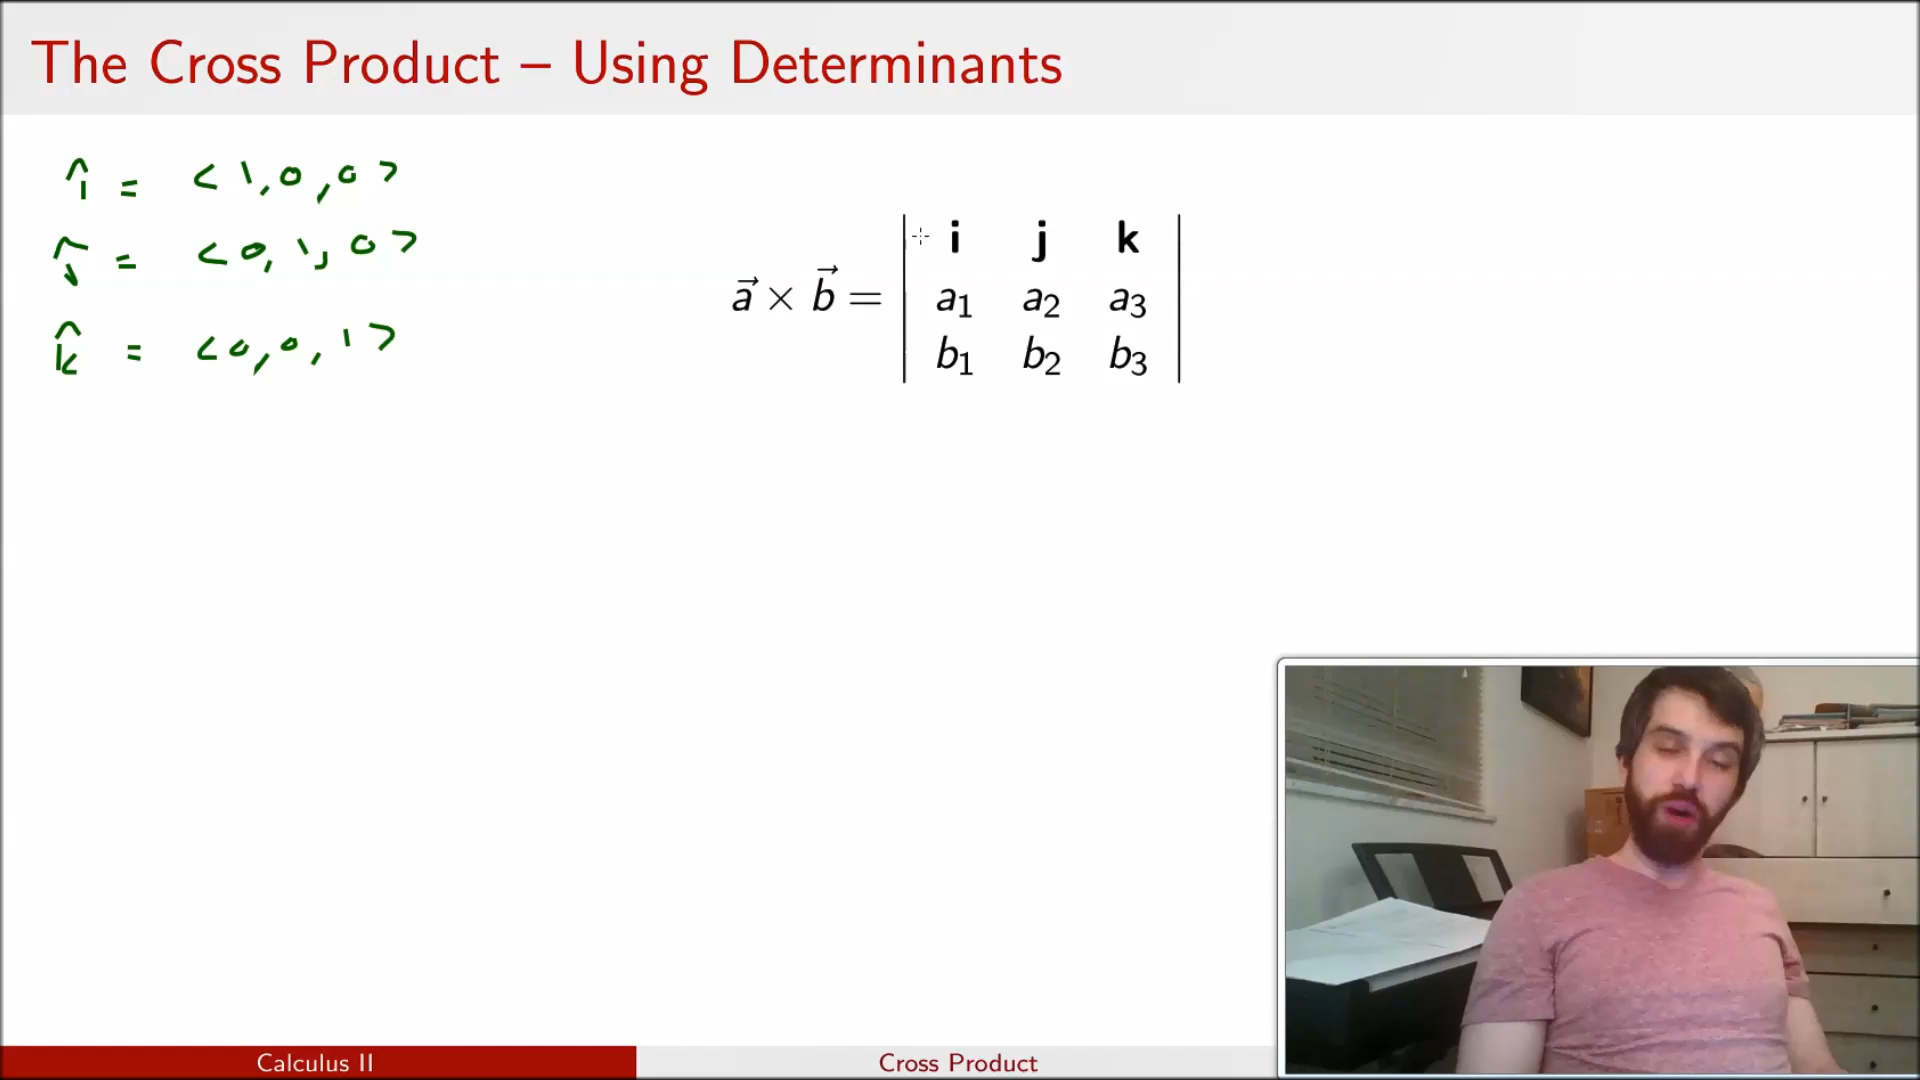 The Cross Product – Using Determinants
î = <1,0,0>
ĵ = <0,1,0>
k̂ = <0,0,1>
i j k
a⃗ × b⃗ = a₁ a₂ a₃
b₁ b₂ b₃
Calculus II
Cross Product